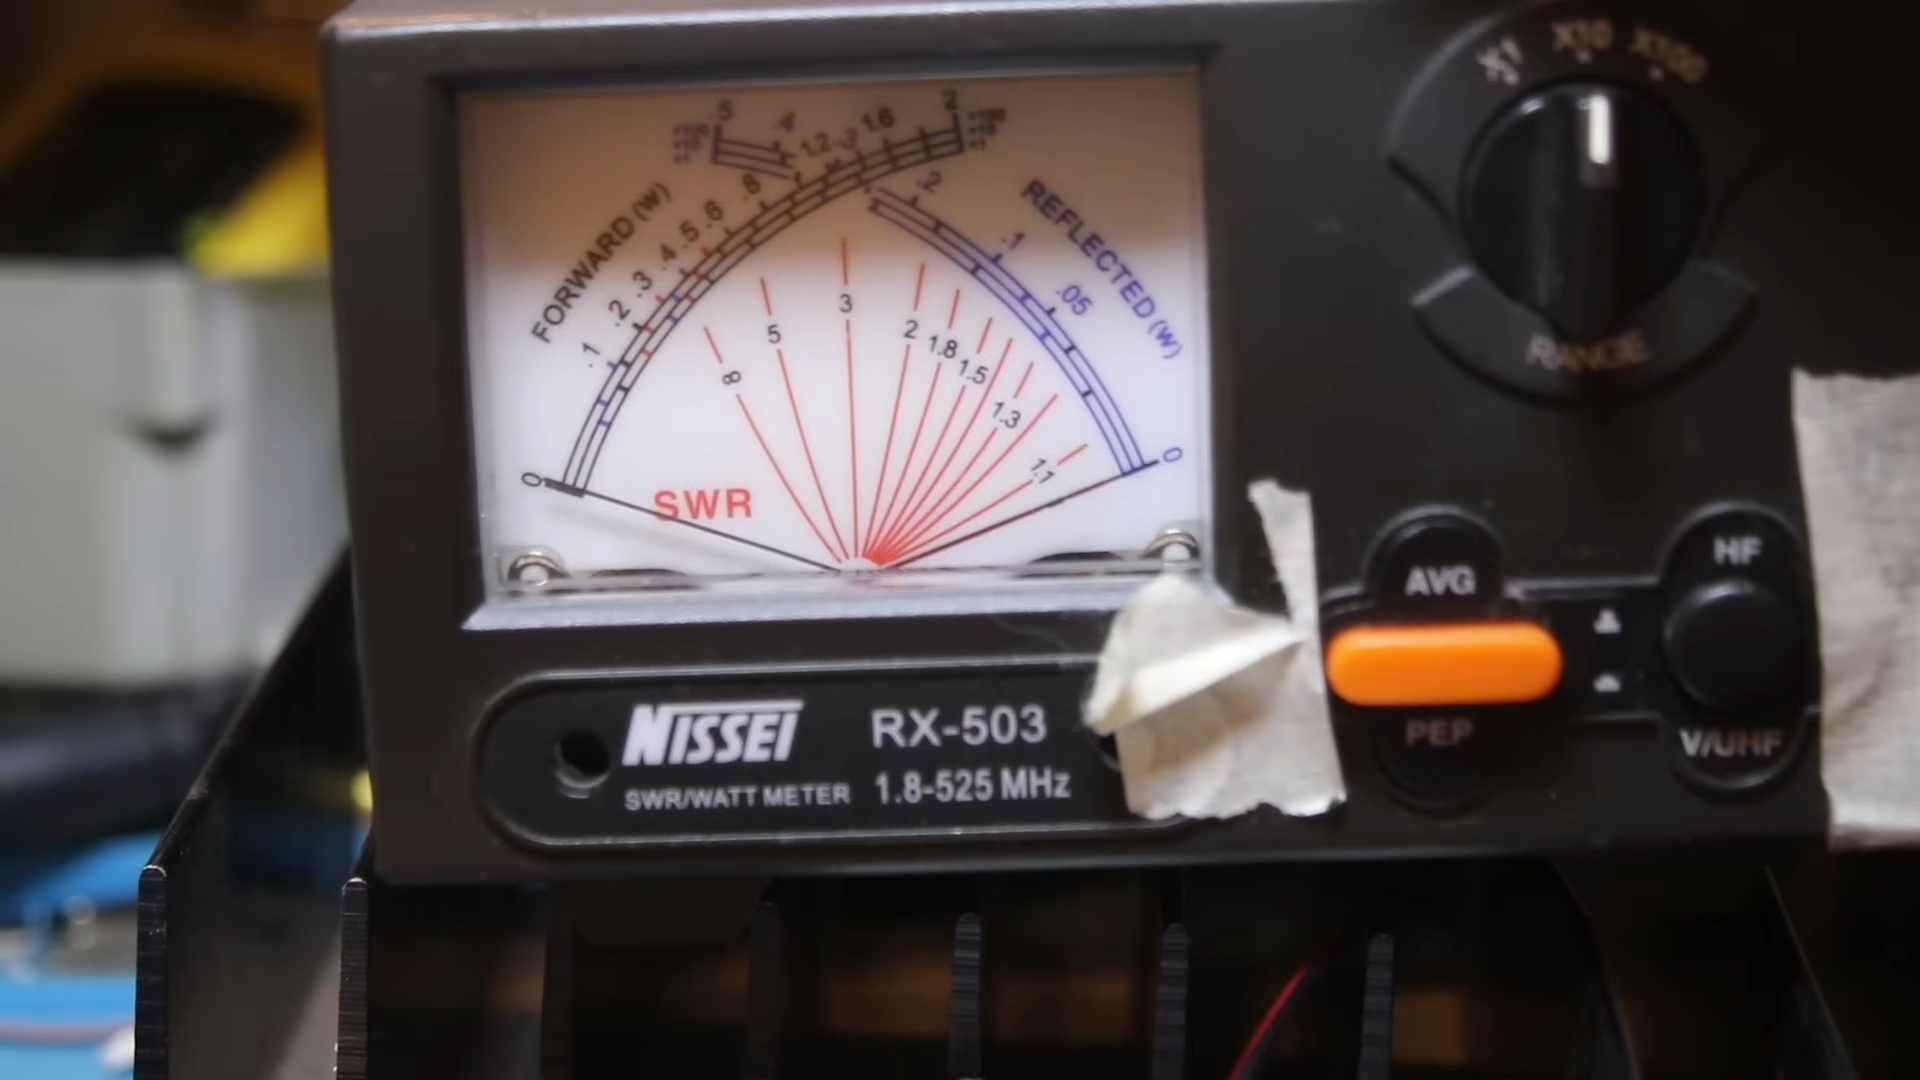 X1 X10 X100
RANGE
.5 .4 .3
1.2 1.6 2
FORWARD (W)
0 .1 .2 .3 .4 .5 .6 .8
REFLECTED (W)
.2 .1 .05 0
8 5 3 2 1.8 1.5 1.3 1.1
SWR
AVG
PEP
HF
V/UHF
NISSEI
RX-503
SWR/WATT METER
1.8-525 MHz